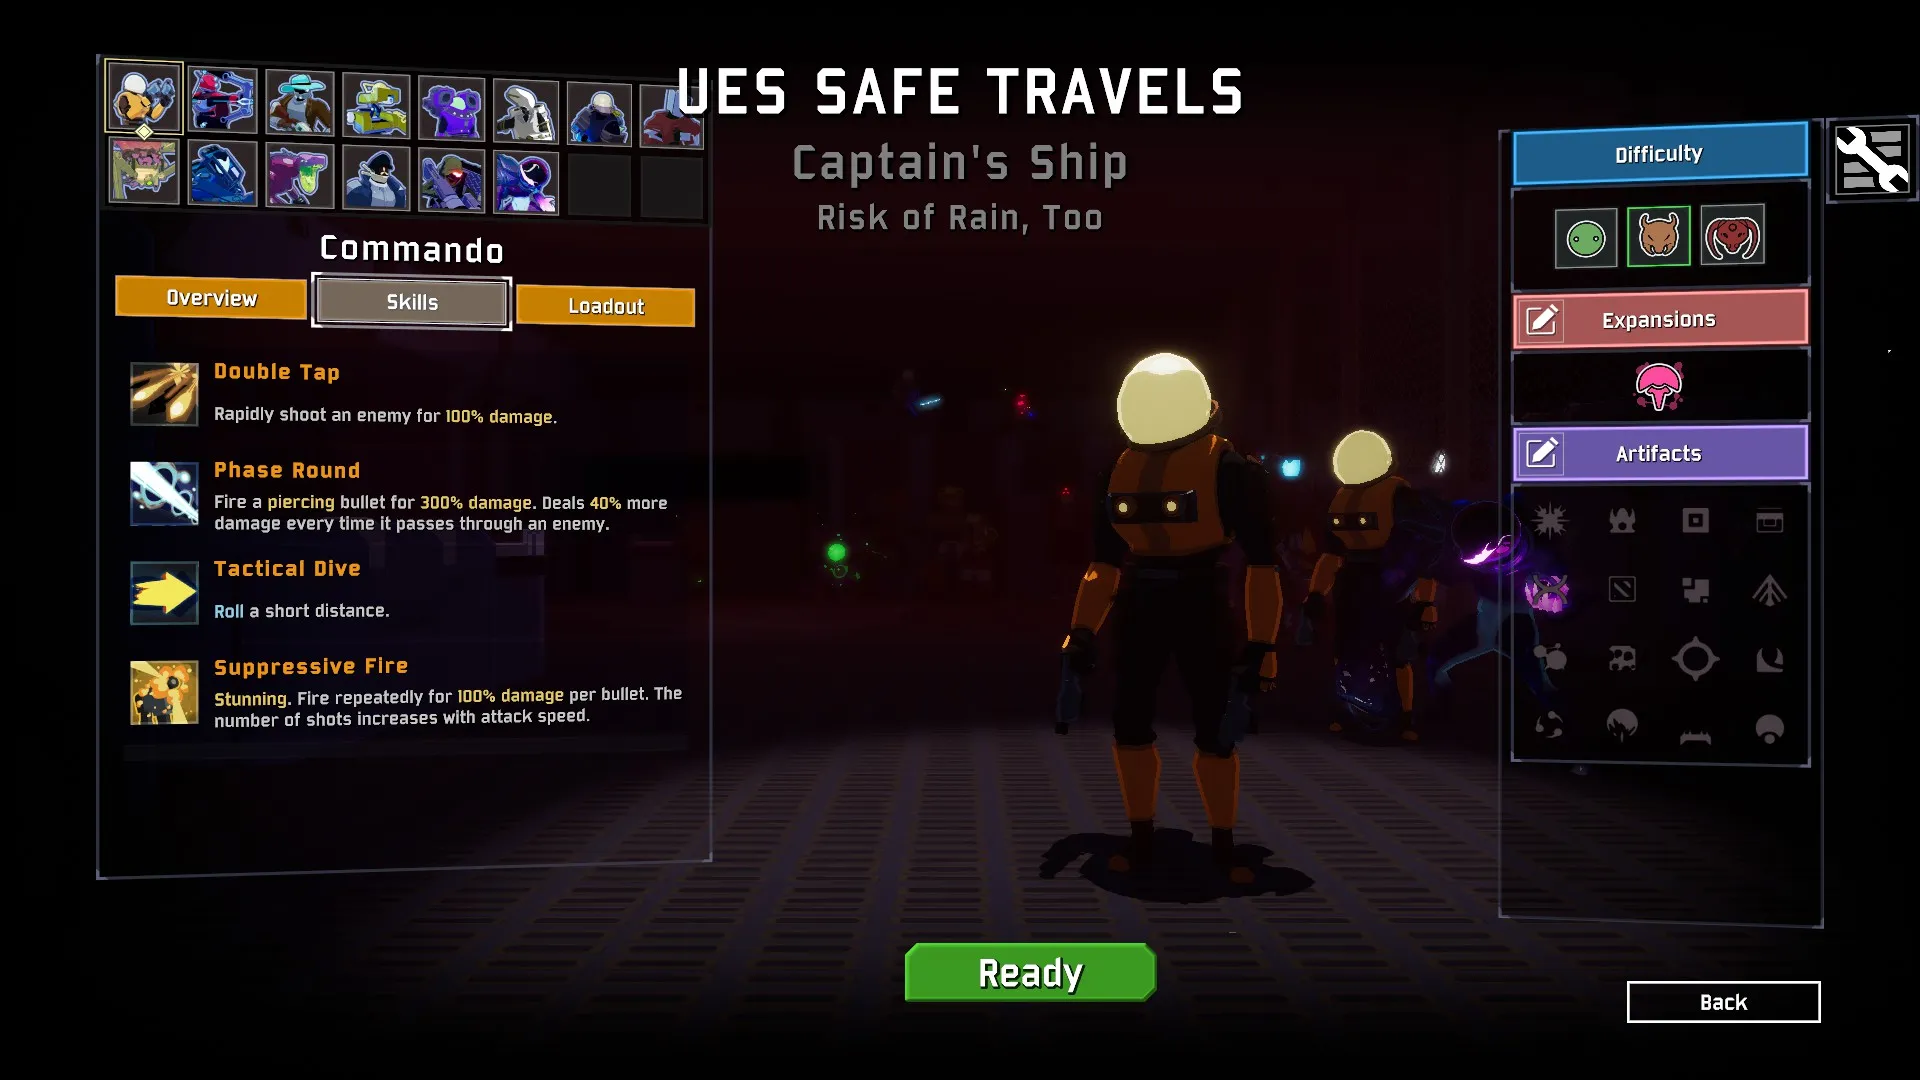 UES SAFE TRAVELS
Captain's Ship
Risk of Rain, Too
Commando
Overview
Skills
Loadout
Double Tap
Rapidly shoot an enemy for 100% damage.
Phase Round
Fire a piercing bullet for 300% damage. Deals 40% more
damage every time it passes through an enemy.
Tactical Dive
Roll a short distance.
Suppressive Fire
Stunning. Fire repeatedly for 100% damage per bullet. The
number of shots increases with attack speed.
Difficulty
Expansions
Artifacts
Ready
Back